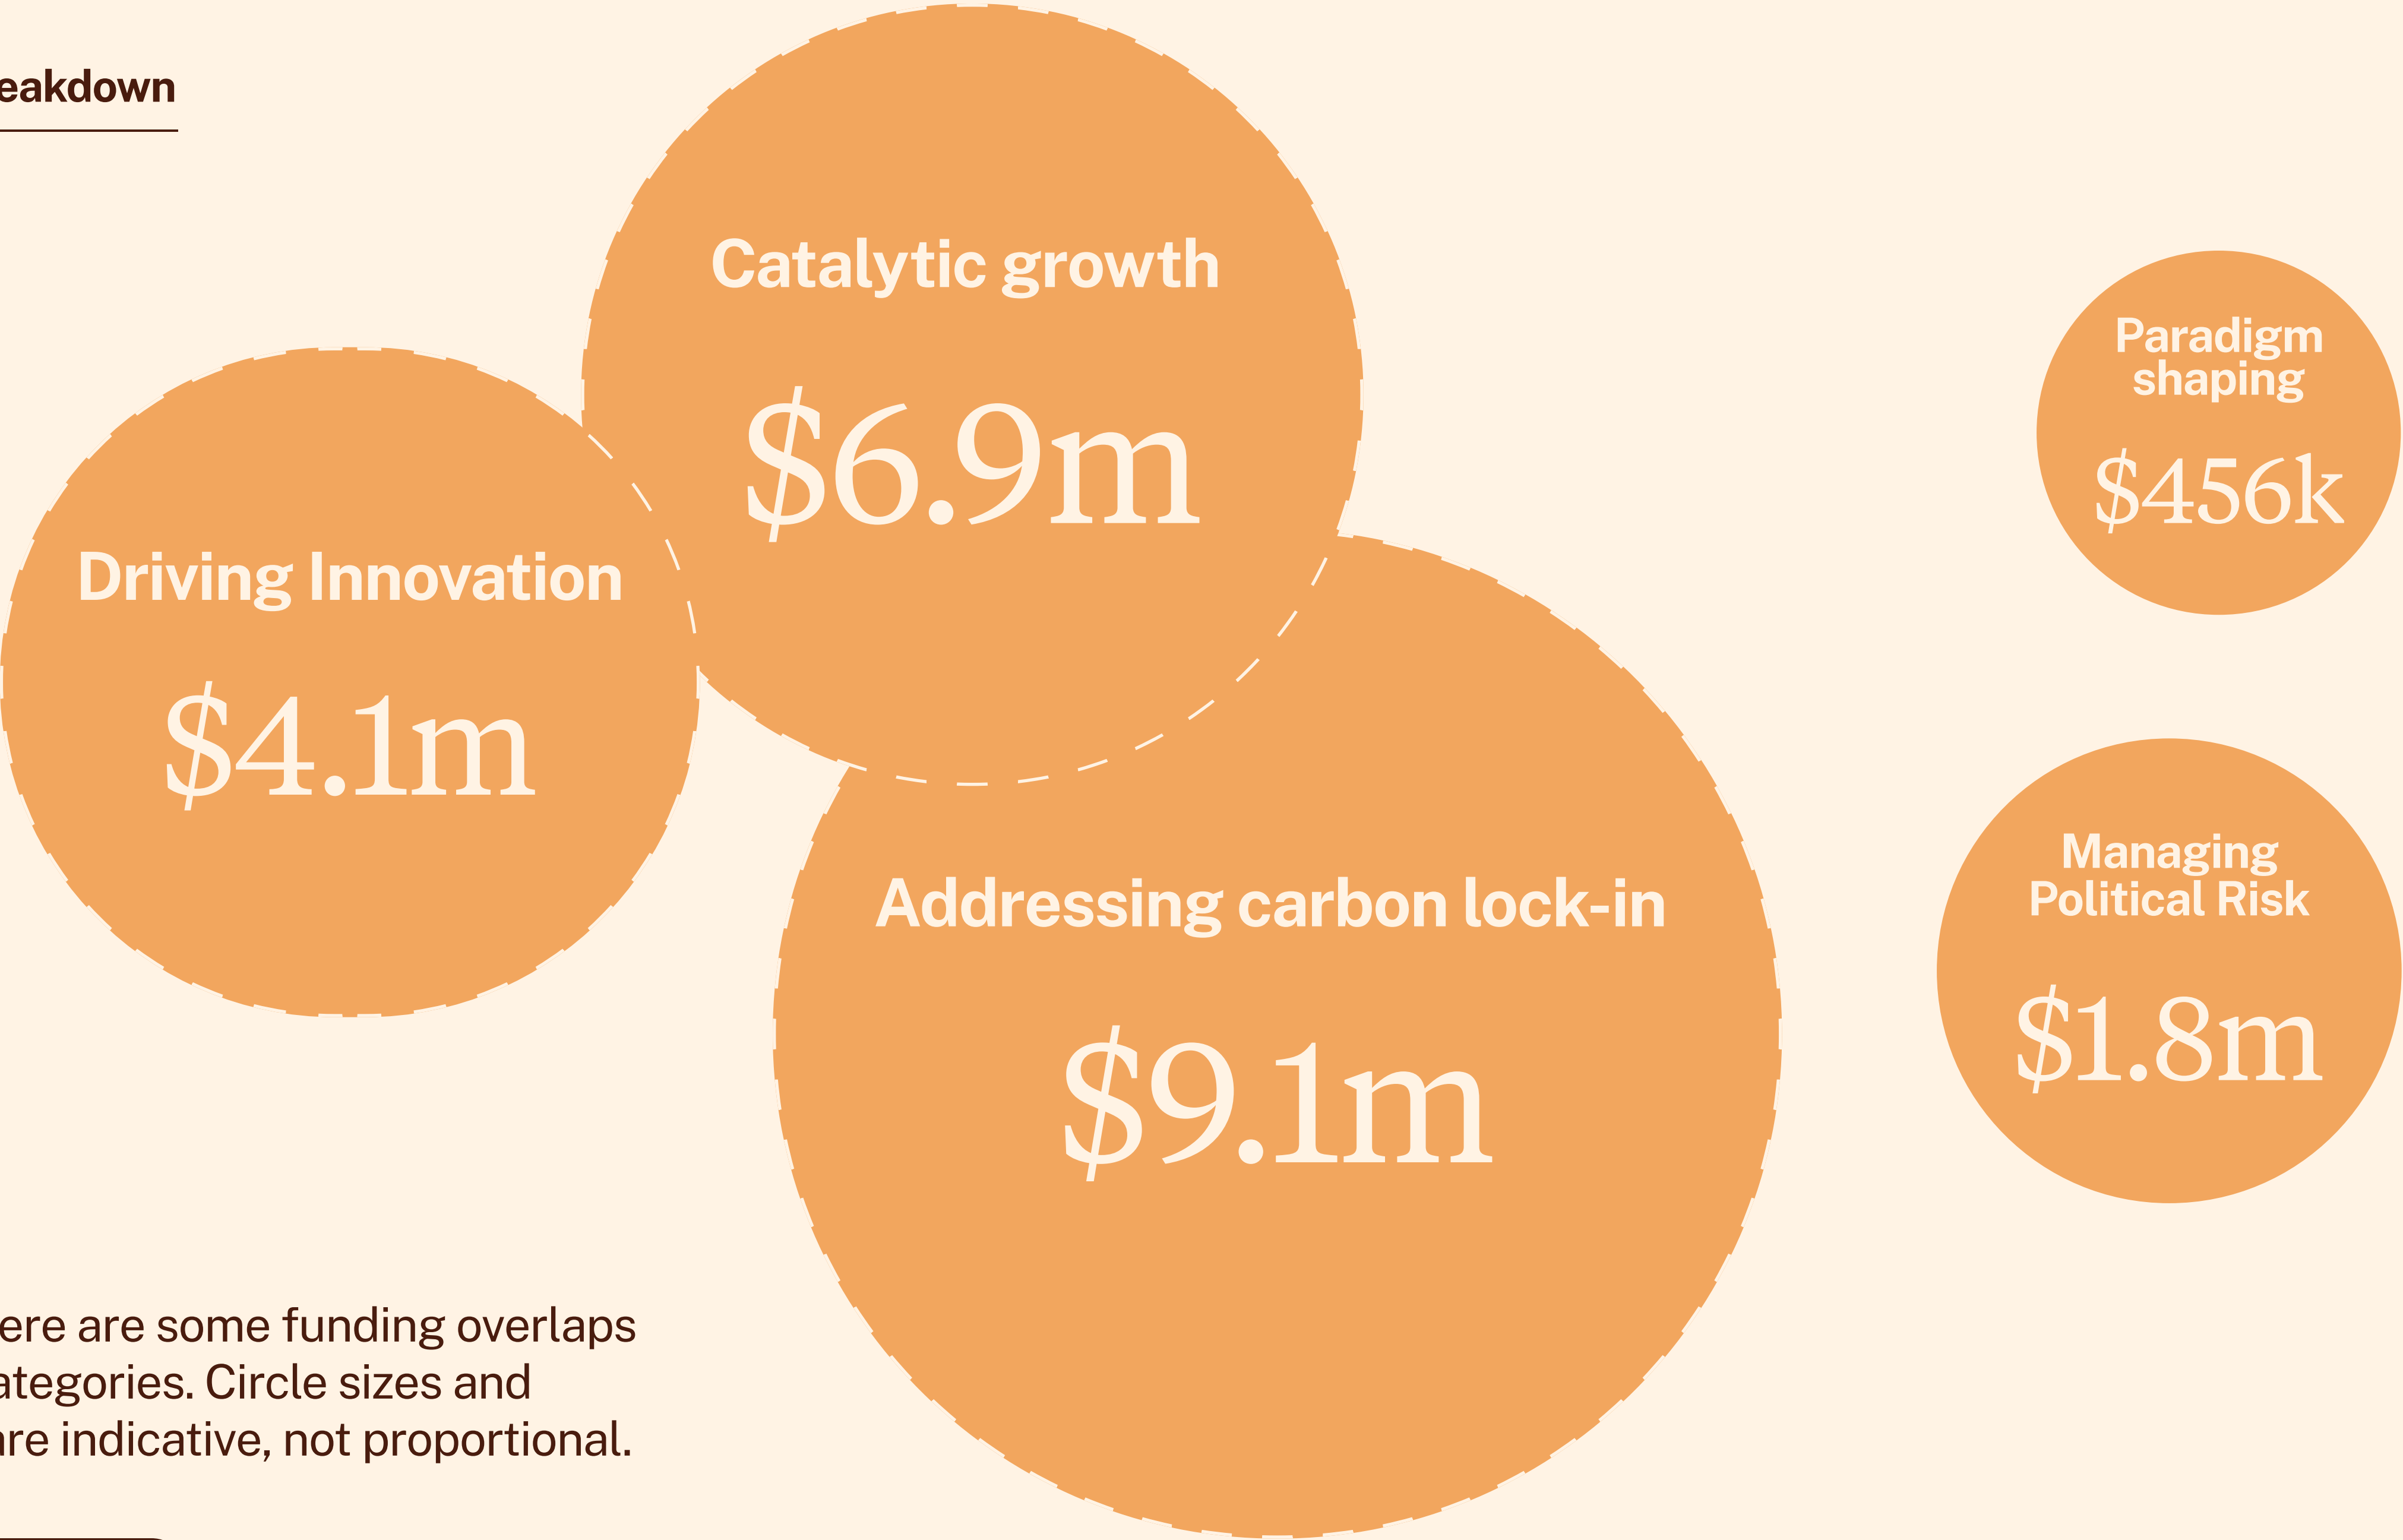 eakdown
Catalytic growth
$6.9m
Driving Innovation
$4.1m
Addressing carbon lock-in
$9.1m
Paradigm
shaping
$456k
Managing
Political Risk
$1.8m
ere are some funding overlaps
ategories. Circle sizes and
are indicative, not proportional.